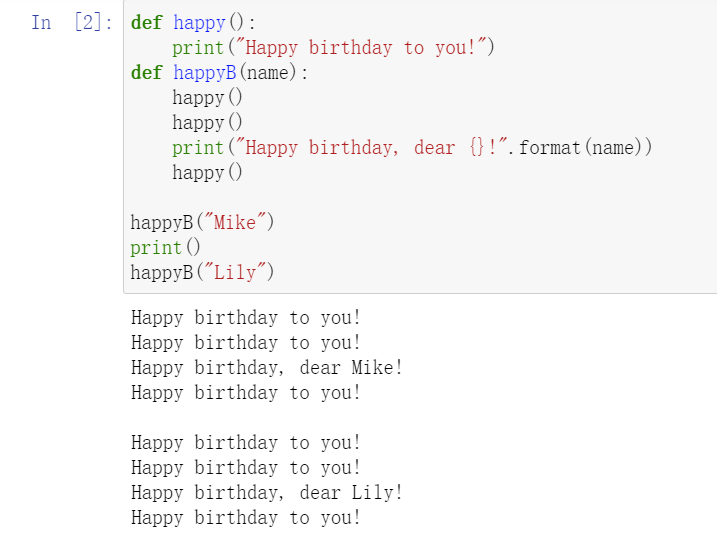 In [2]: def happy():
    print("Happy birthday to you!")
def happyB(name):
    happy()
    happy()
    print("Happy birthday, dear {}!".format(name))
    happy()

happyB("Mike")
print()
happyB("Lily")
Happy birthday to you!
Happy birthday to you!
Happy birthday, dear Mike!
Happy birthday to you!

Happy birthday to you!
Happy birthday to you!
Happy birthday, dear Lily!
Happy birthday to you!